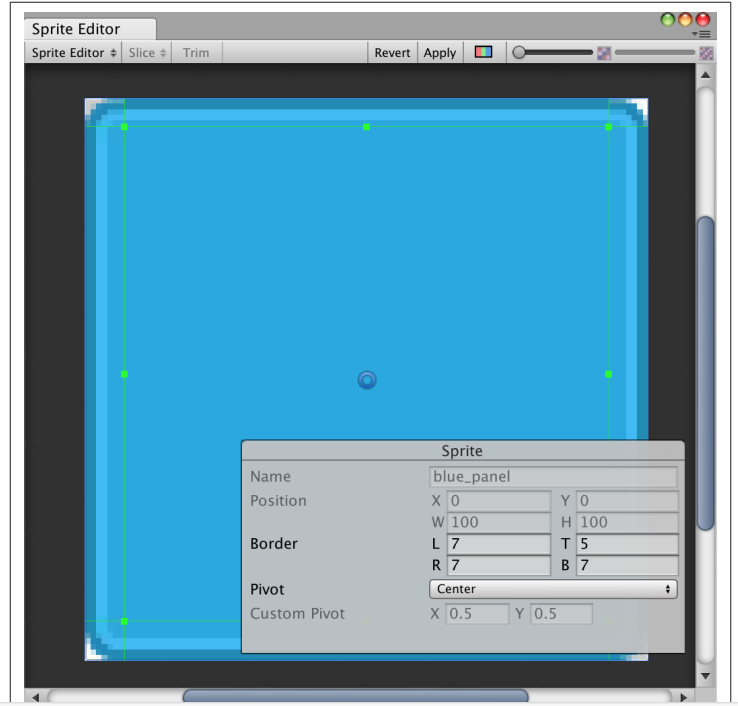 Sprite Editor
Sprite Editor Slice Trim Revert Apply
Sprite
Name blue_panel
Position X 0 Y 0
W 100 H 100
Border L 7 T 5
R 7 B 7
Pivot Center
Custom Pivot X 0.5 Y 0.5